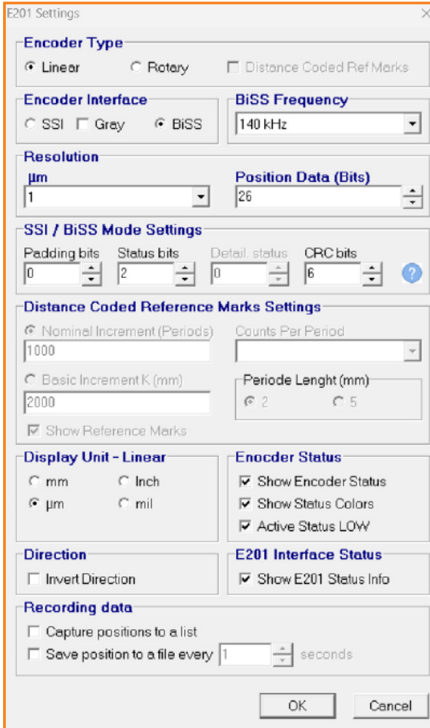 E201 Settings
Encoder Type
Linear Rotary Distance Coded Ref Marks
Encoder Interface
SSI Gray BiSS
BiSS Frequency
140 kHz
Resolution
µm
1
Position Data (Bits)
26
SSI / BiSS Mode Settings
Padding bits Status bits Detail status CRC bits
0 2 0 6 ?
Distance Coded Reference Marks Settings
Nominal Increment (Periods) Counts Per Period
1000
Basic Increment K (mm)
2000
Periode Lenght (mm)
2 5
Show Reference Marks
Display Unit - Linear
mm Inch
µm mil
Enocder Status
Show Encoder Status
Show Status Colors
Active Status LOW
Direction
Invert Direction
E201 Interface Status
Show E201 Status Info
Recording data
Capture positions to a list
Save position to a file every 1 seconds
OK Cancel